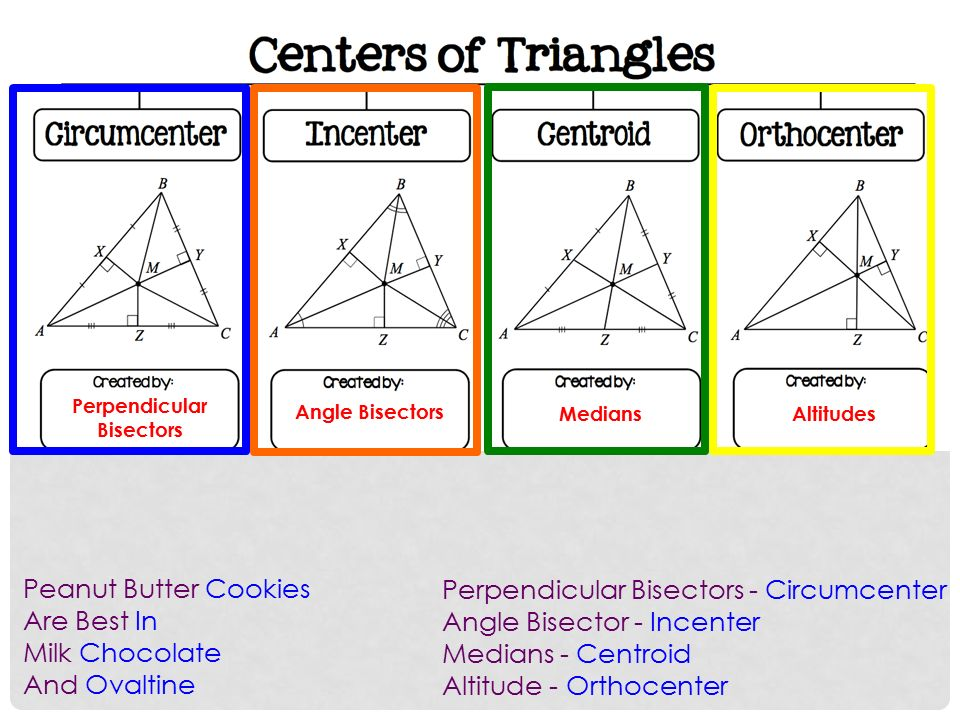 Centers of Triangles
Circumcenter
B
X
Y
M
A
Z
C
Created by:
Perpendicular
Bisectors
Incenter
B
X
Y
M
A
Z
C
Created by:
Angle Bisectors
Centroid
B
X
Y
M
A
Z
C
Created by:
Medians
Orthocenter
B
X
Y
M
A
Z
C
Created by:
Altitudes
Peanut Butter Cookies
Are Best In
Milk Chocolate
And Ovaltine
Perpendicular Bisectors - Circumcenter
Angle Bisector - Incenter
Medians - Centroid
Altitude - Orthocenter